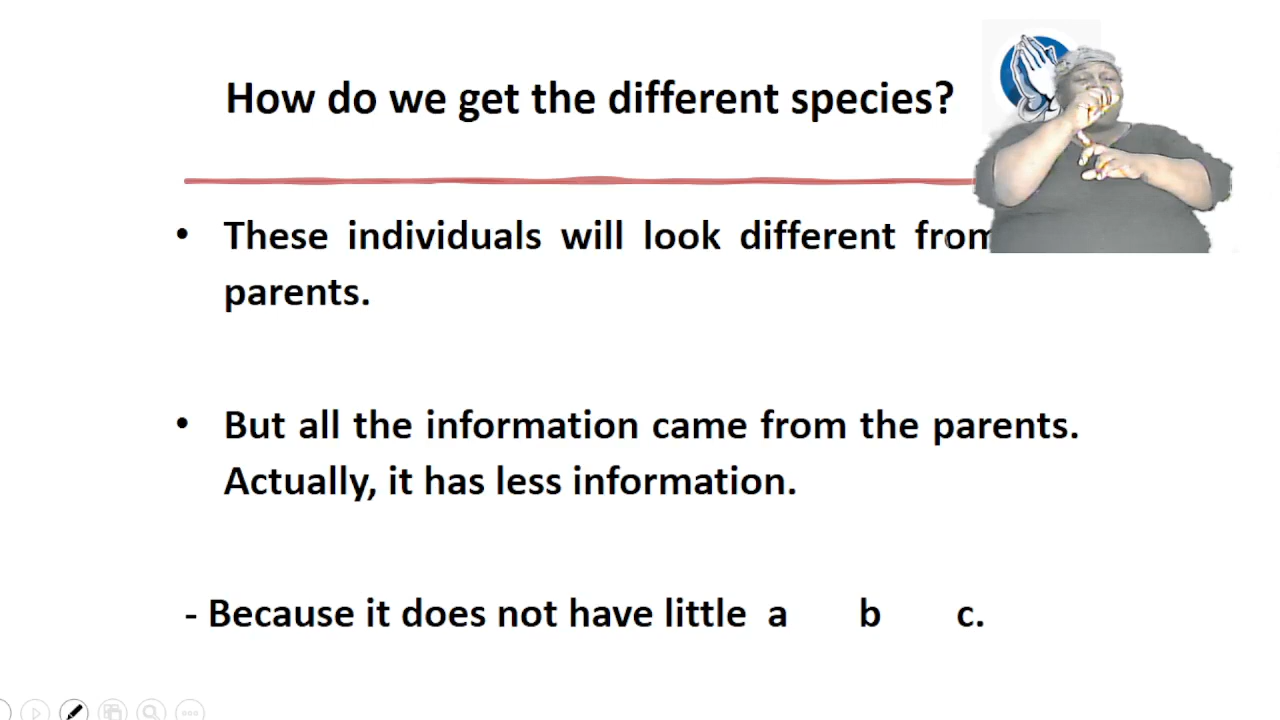 How do we get the different species?
• These individuals will look different from
parents.
• But all the information came from the parents.
Actually, it has less information.
- Because it does not have little a b c.